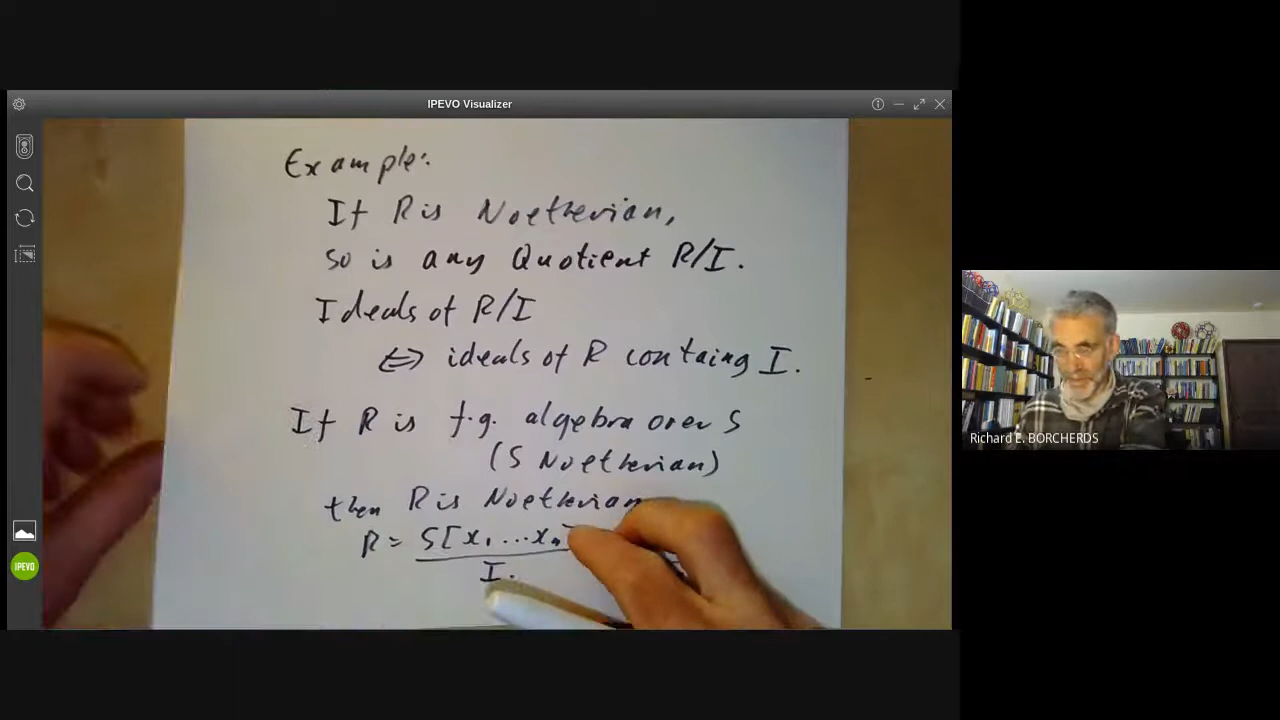 IPEVO Visualizer
Example:
If R is Noetherian,
so is any Quotient R/I.
Ideals of R/I
⇔ ideals of R containg I.
If R is f.g. algebra over S
(S Noetherian)
then R is Noetherian
R = S[x₁ ... xₙ]
I.
IPEVO
Richard E. BORCHERDS